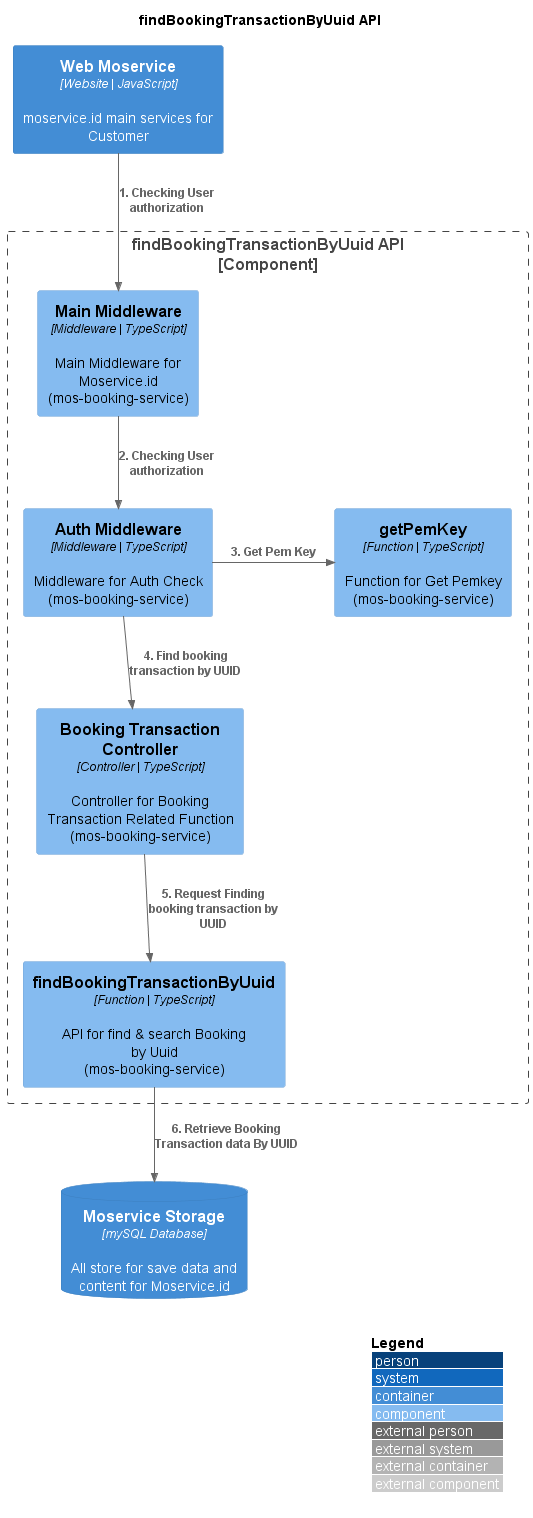 findBookingTransactionByUuid API
Web Moservice
[Website | JavaScript]
moservice.id main services for
Customer
1. Checking User
authorization
findBookingTransactionByUuid API
[Component]
Main Middleware
[Middleware | TypeScript]
Main Middleware for
Moservice.id
(mos-booking-service)
2. Checking User
authorization
Auth Middleware
[Middleware | TypeScript]
Middleware for Auth Check
(mos-booking-service)
3. Get Pem Key
getPemKey
[Function | TypeScript]
Function for Get Pemkey
(mos-booking-service)
4. Find booking
transaction by UUID
Booking Transaction
Controller
[Controller | TypeScript]
Controller for Booking
Transaction Related Function
(mos-booking-service)
5. Request Finding
booking transaction by
UUID
findBookingTransactionByUuid
[Function | TypeScript]
API for find & search Booking
by Uuid
(mos-booking-service)
6. Retrieve Booking
Transaction data By UUID
Moservice Storage
[mySQL Database]
All store for save data and
content for Moservice.id
Legend
person
system
container
component
external person
external system
external container
external component